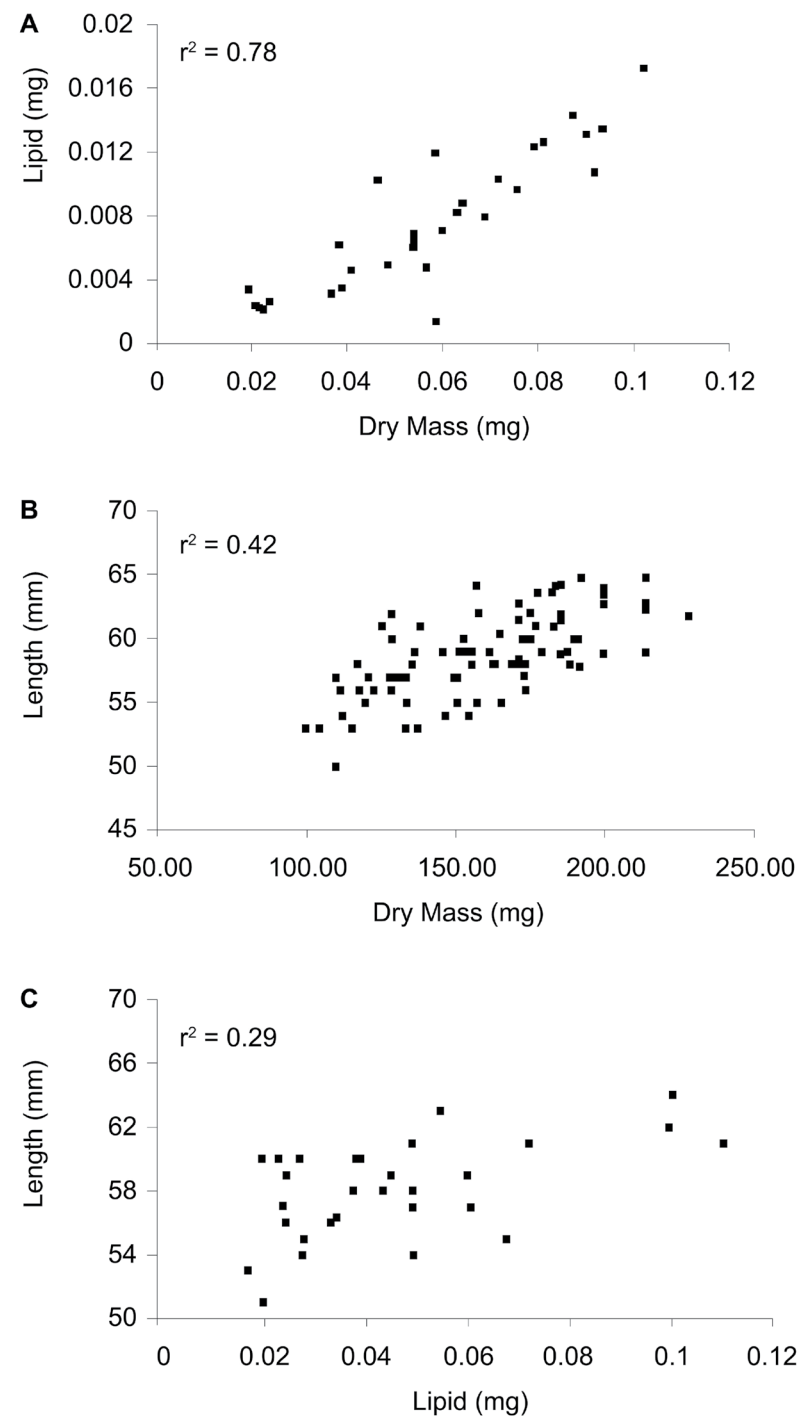 A
r² = 0.78
Lipid (mg)
0.02
0.016
0.012
0.008
0.004
0
0 0.02 0.04 0.06 0.08 0.1 0.12
Dry Mass (mg)
B
r² = 0.42
Length (mm)
70
65
60
55
50
45
50.00 100.00 150.00 200.00 250.00
Dry Mass (mg)
C
r² = 0.29
Length (mm)
70
66
62
58
54
50
0 0.02 0.04 0.06 0.08 0.1 0.12
Lipid (mg)